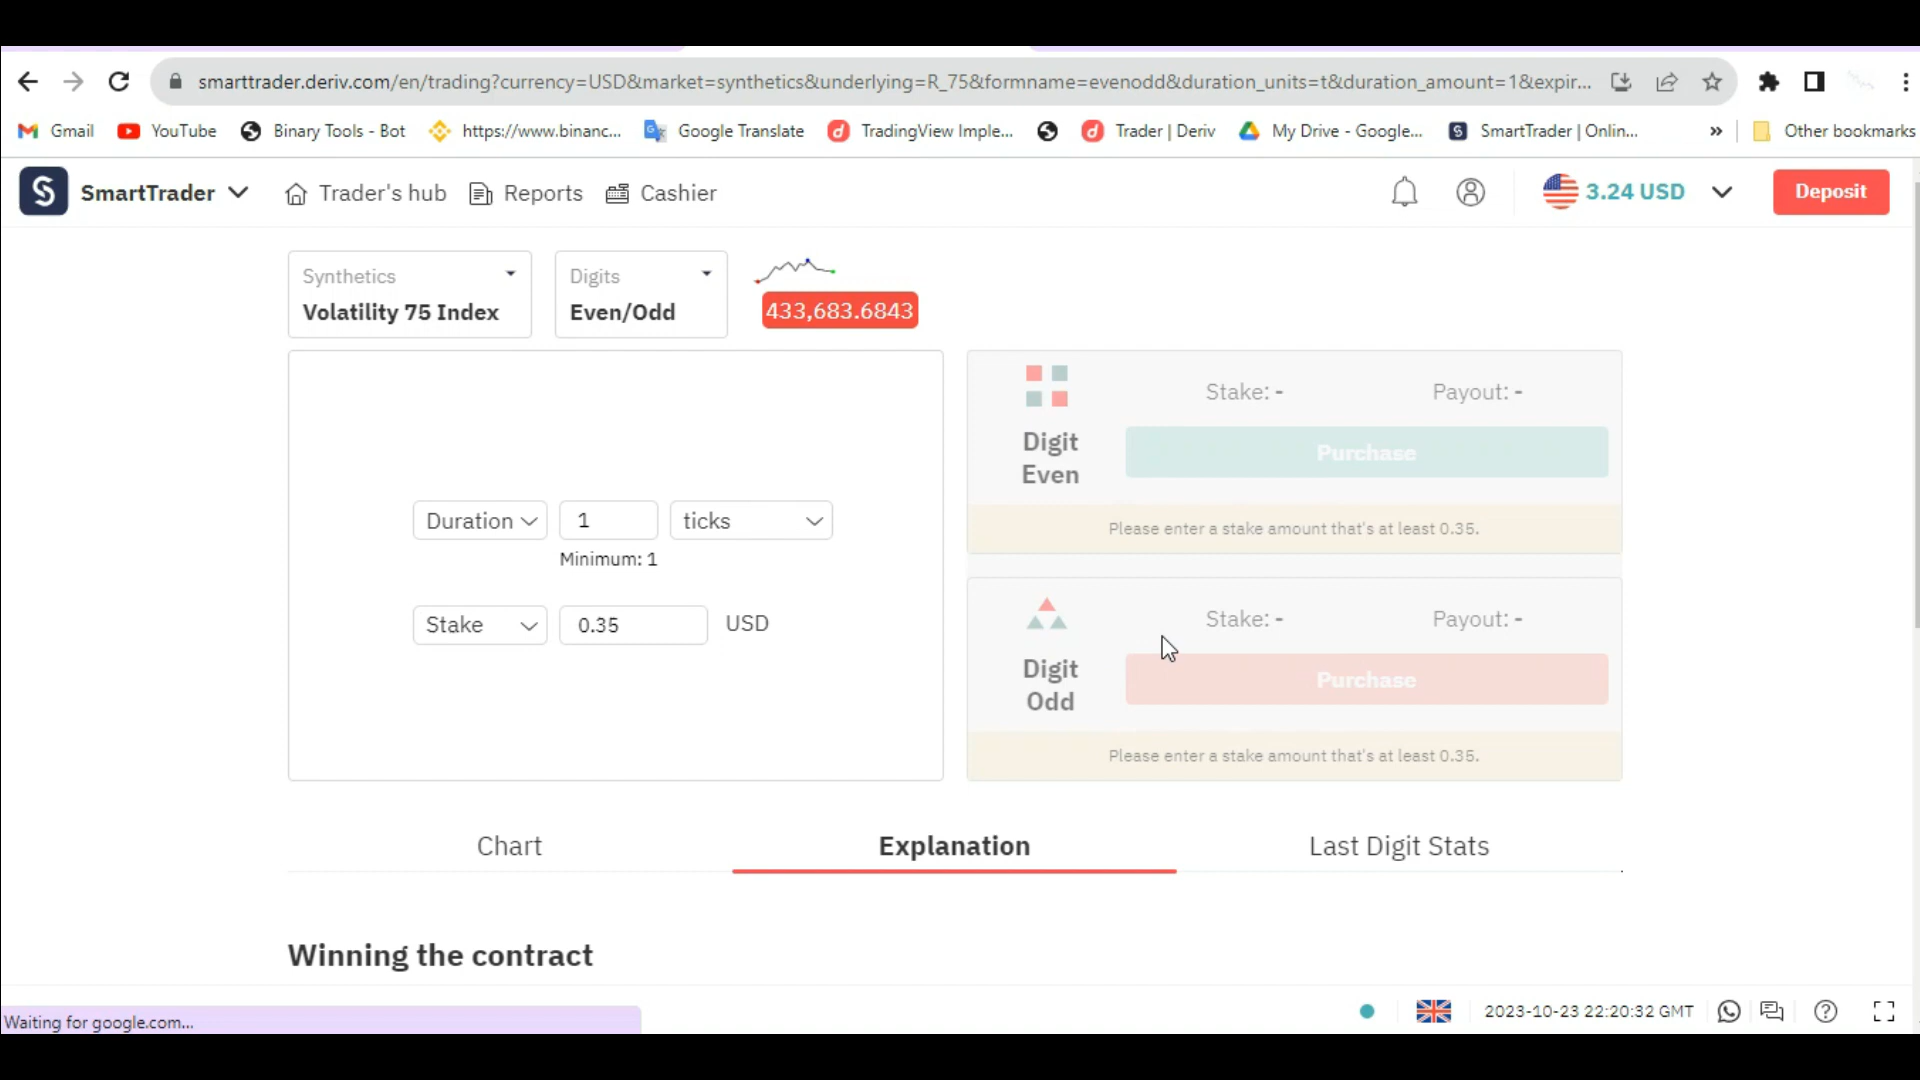 smarttrader.deriv.com/en/trading?currency=USD&market=synthetics&underlying=R_75&formname=evenodd&duration_units=t&duration_amount=1&expir...
Gmail YouTube Binary Tools - Bot https://www.binanc... Google Translate TradingView Imple... Trader | Deriv My Drive - Google... SmartTrader | Onlin... » Other bookmarks
SmartTrader Trader's hub Reports Cashier 3.24 USD Deposit
Synthetics Digits
Volatility 75 Index Even/Odd 433,683.6843
Stake: - Payout: -
Digit
Even
Purchase
Please enter a stake amount that's at least 0.35.
Duration 1 ticks
Minimum: 1
Stake 0.35 USD
Stake: - Payout: -
Digit
Odd
Purchase
Please enter a stake amount that's at least 0.35.
Chart Explanation Last Digit Stats
Winning the contract
Waiting for google.com...
2023-10-23 22:20:32 GMT